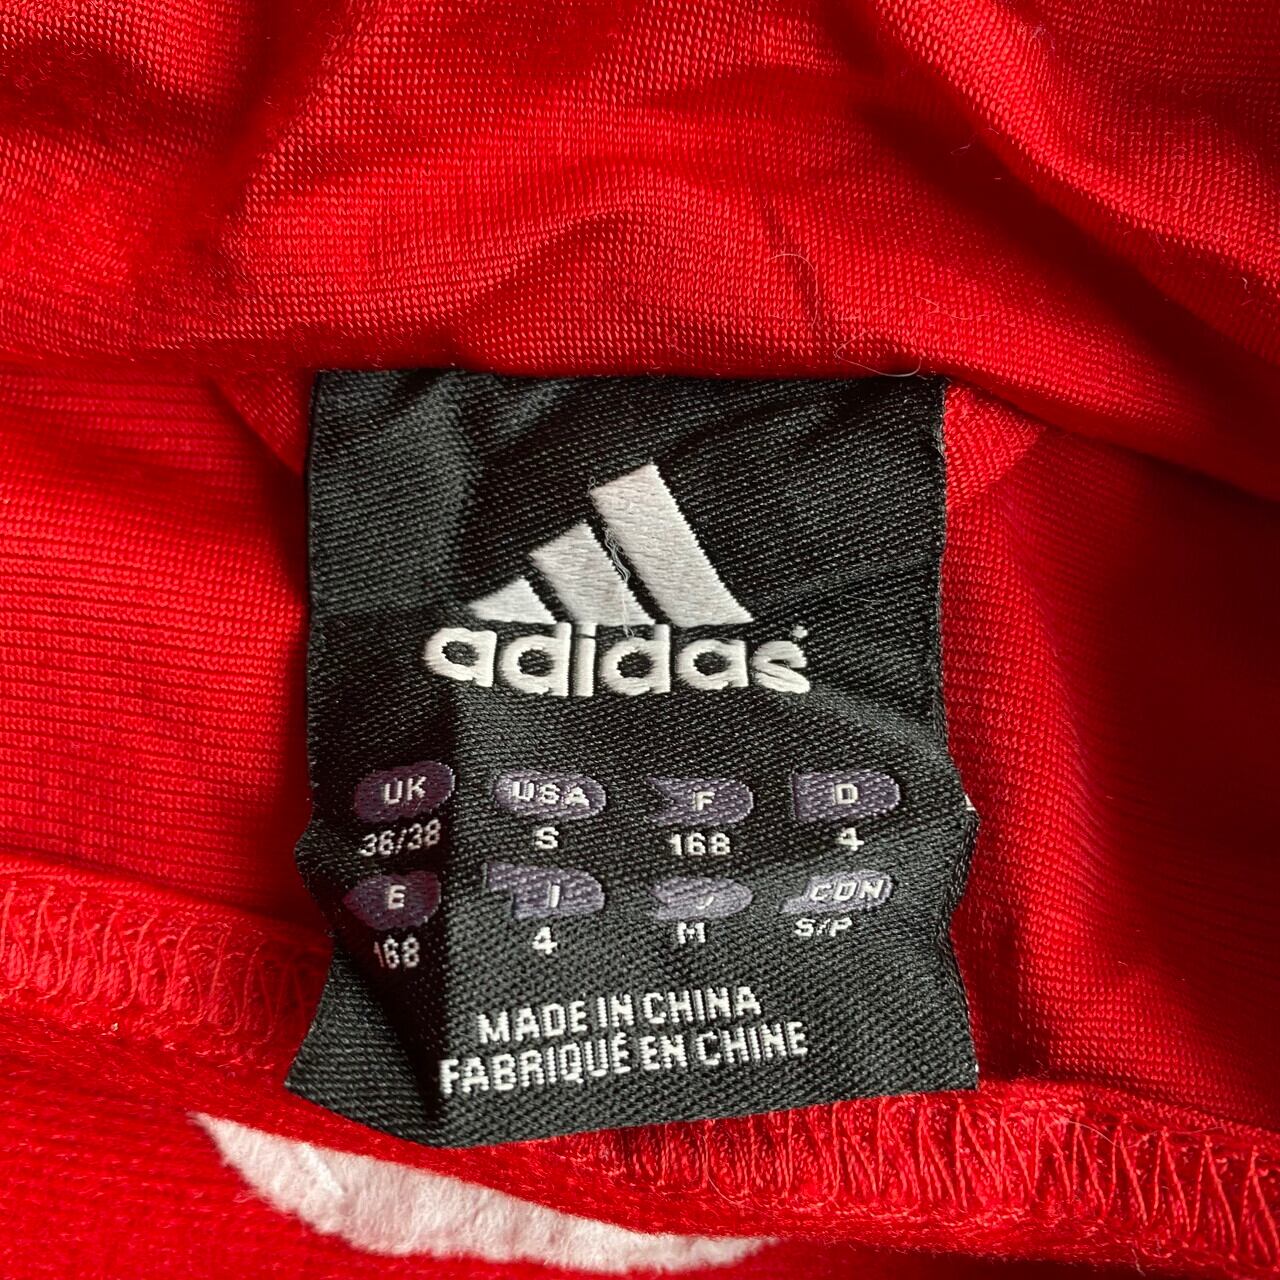 adidas
UK USA F D
36/38 S 168 4
E I J CDN
168 4 M S/P
MADE IN CHINA
FABRIQUÉ EN CHINE